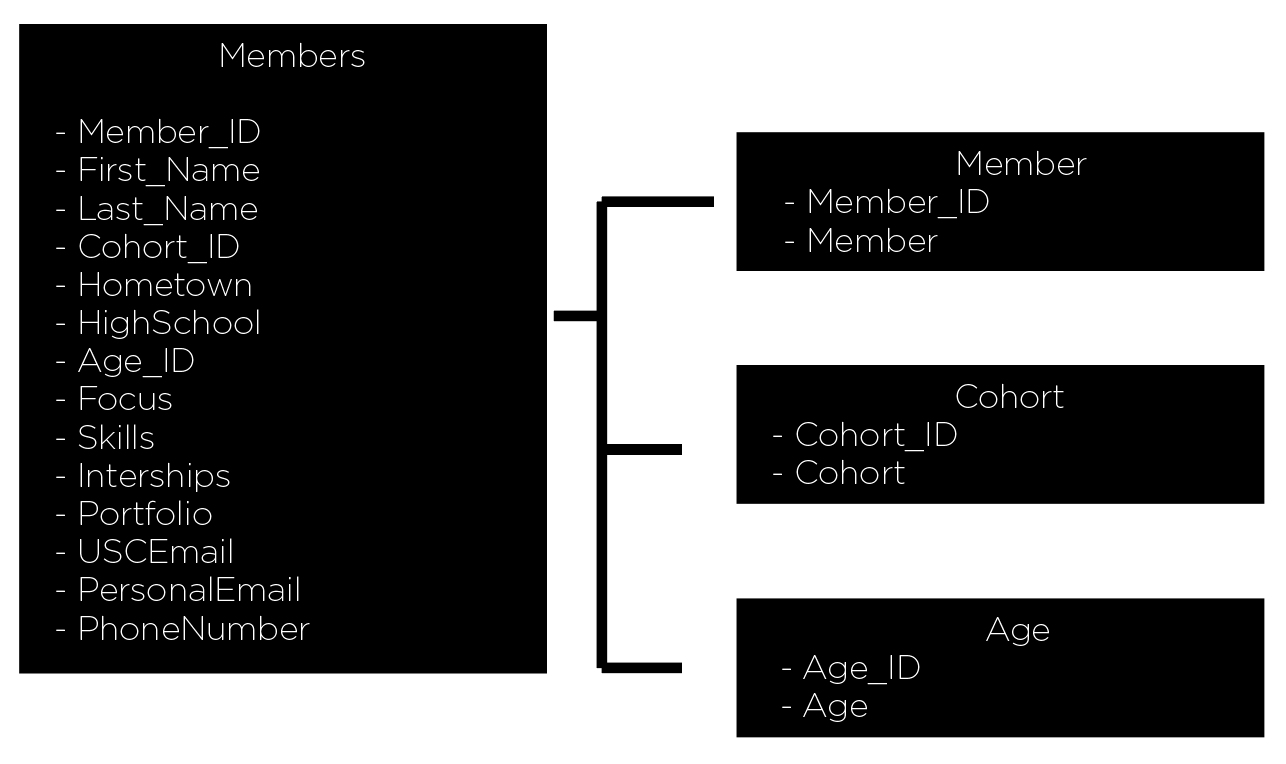 Members
- Member_ID
- First_Name
- Last_Name
- Cohort_ID
- Hometown
- HighSchool
- Age_ID
- Focus
- Skills
- Interships
- Portfolio
- USCEmail
- PersonalEmail
- PhoneNumber
Member
- Member_ID
- Member
Cohort
- Cohort_ID
- Cohort
Age
- Age_ID
- Age